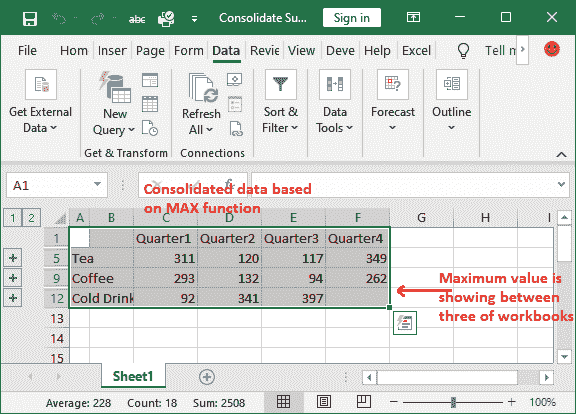 abc Consolidate Su... Sign in
File Hom Inser Page Form Data Revie View Deve Help Excel Tell m
Get External Data New Query Refresh All Sort & Filter Data Tools Forecast Outline
Get & Transform Connections
A1 fx
Consolidated data based
on MAX function
1 2 A B C D E F G H I
1 Quarter1 Quarter2 Quarter3 Quarter4
5 Tea 311 120 117 349
9 Coffee 293 132 94 262
12 Cold Drink 92 341 397
Maximum value is
showing between
three of workbooks
13
14
15
Sheet1
Average: 228 Count: 18 Sum: 2508 100%